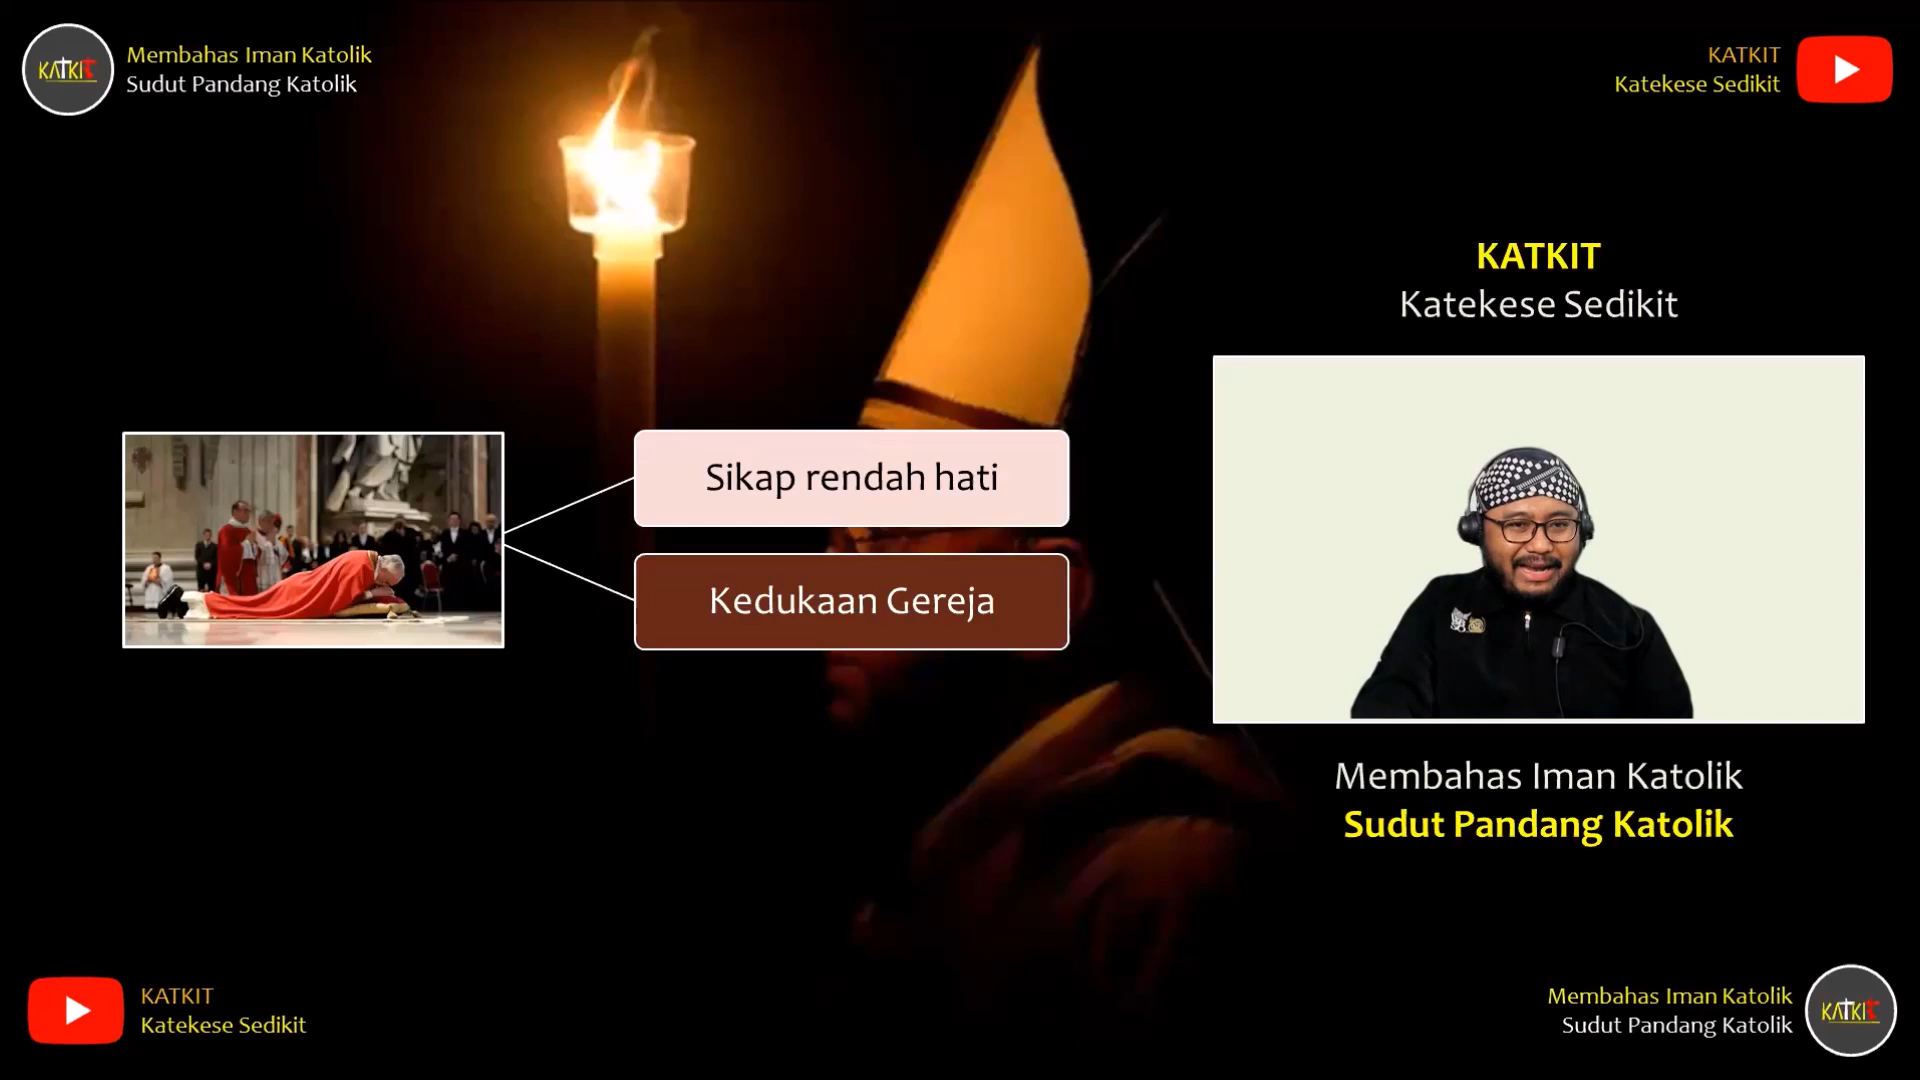 KATKIT
Membahas Iman Katolik
Sudut Pandang Katolik
KATKIT
Katekese Sedikit
KATKIT
Katekese Sedikit
Sikap rendah hati
Kedukaan Gereja
Membahas Iman Katolik
Sudut Pandang Katolik
KATKIT
Katekese Sedikit
Membahas Iman Katolik
Sudut Pandang Katolik
KATKIT